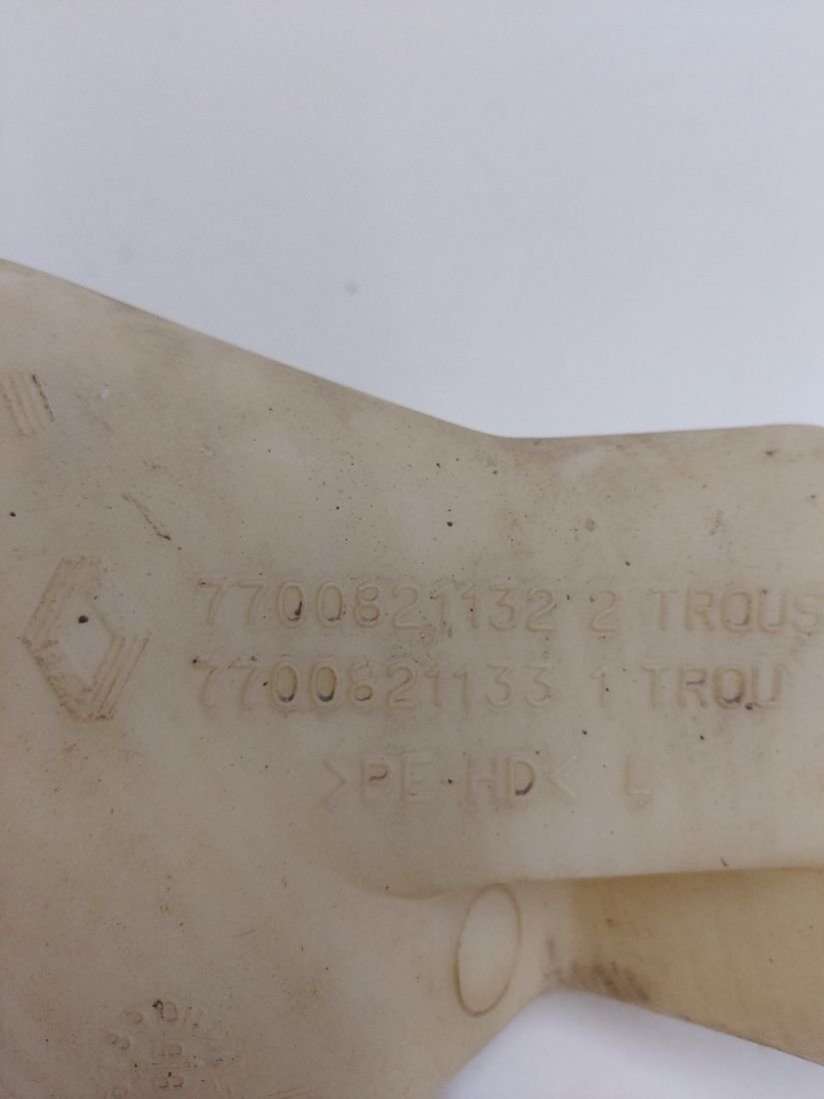 7700821132 2 TROUS
7700821133 1 TROU
>PE-HD< L